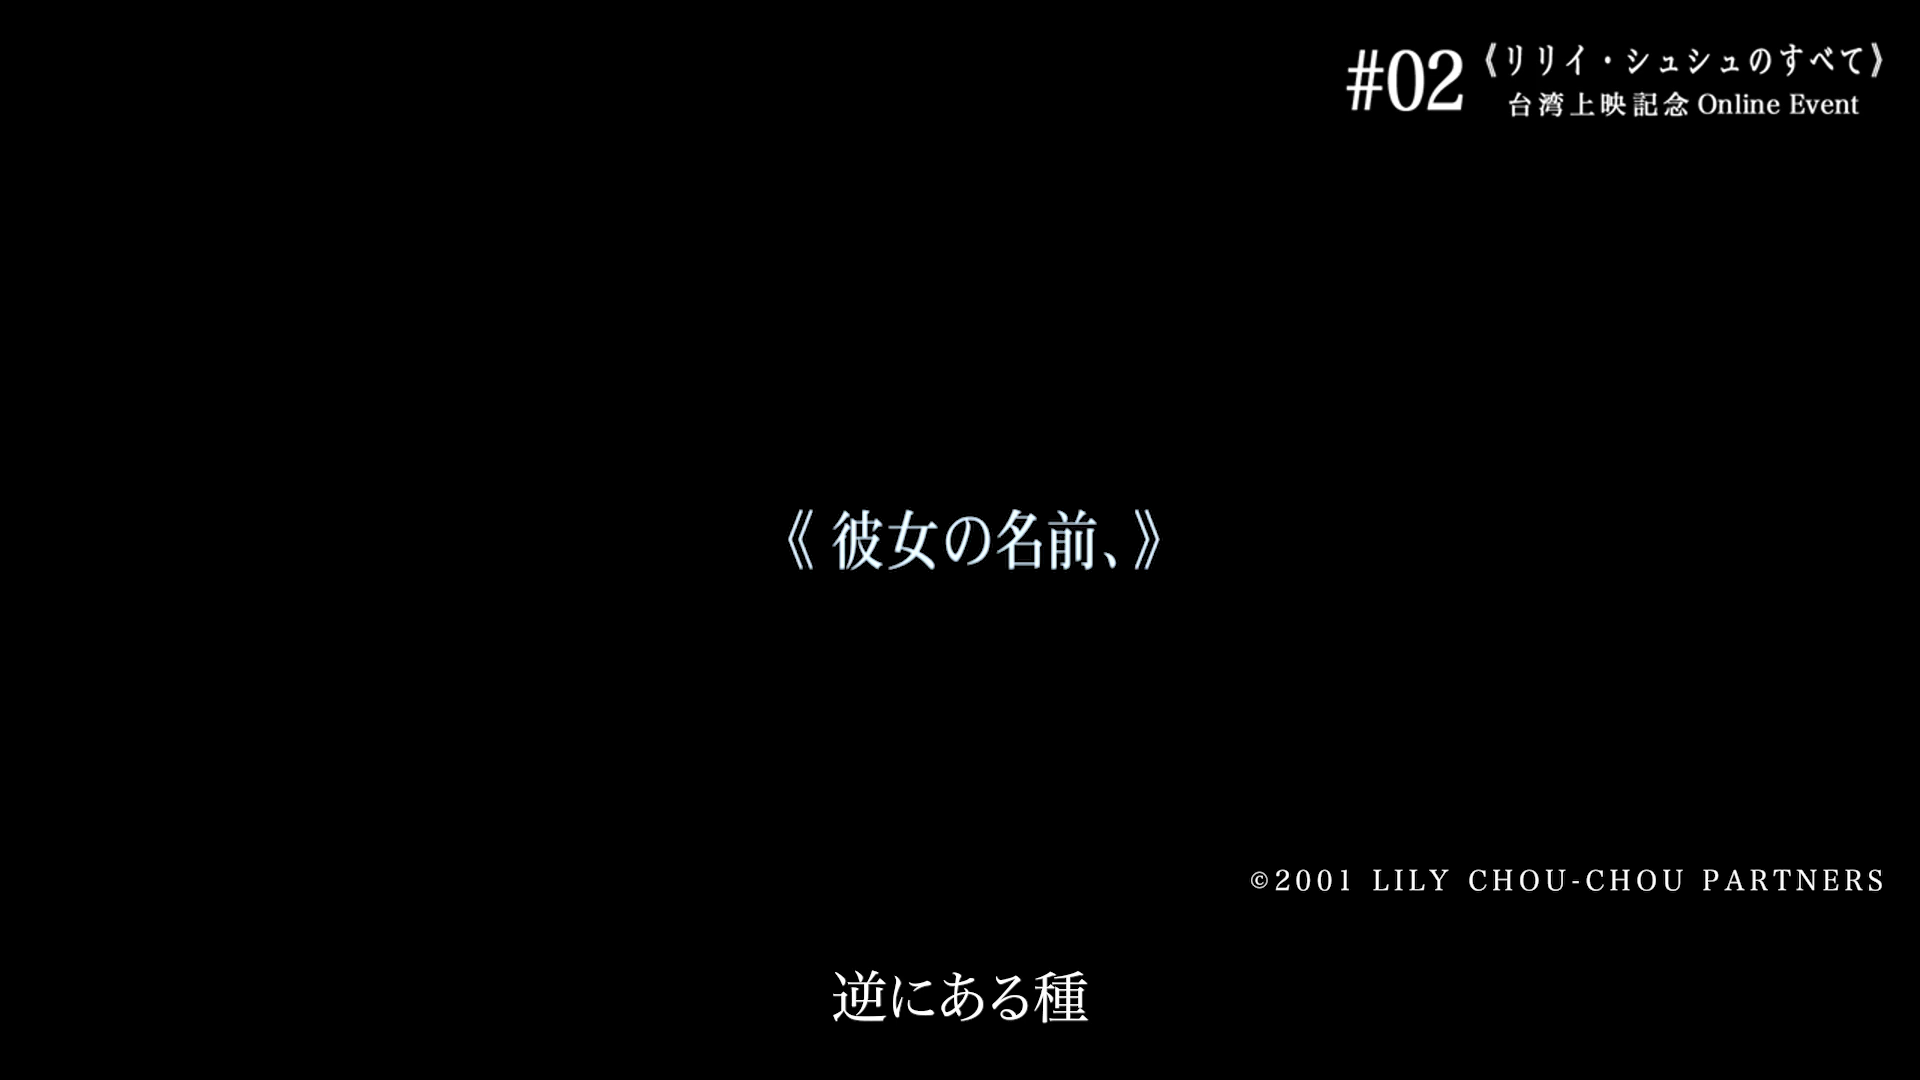 #02
《リリイ・シュシュのすべて》
台湾上映記念 Online Event
《 彼女の名前、》
©2001 LILY CHOU-CHOU PARTNERS
逆にある種